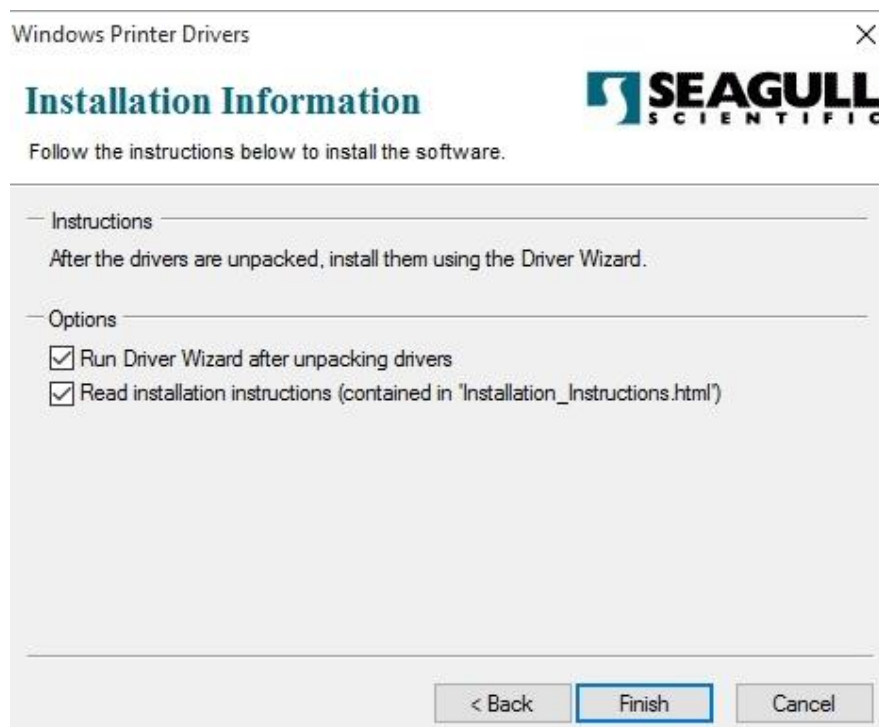 Windows Printer Drivers
Installation Information
SEAGULL
SCIENTIFIC
Follow the instructions below to install the software.
Instructions
After the drivers are unpacked, install them using the Driver Wizard.
Options
Run Driver Wizard after unpacking drivers
Read installation instructions (contained in 'Installation_Instructions.html')
< Back
Finish
Cancel